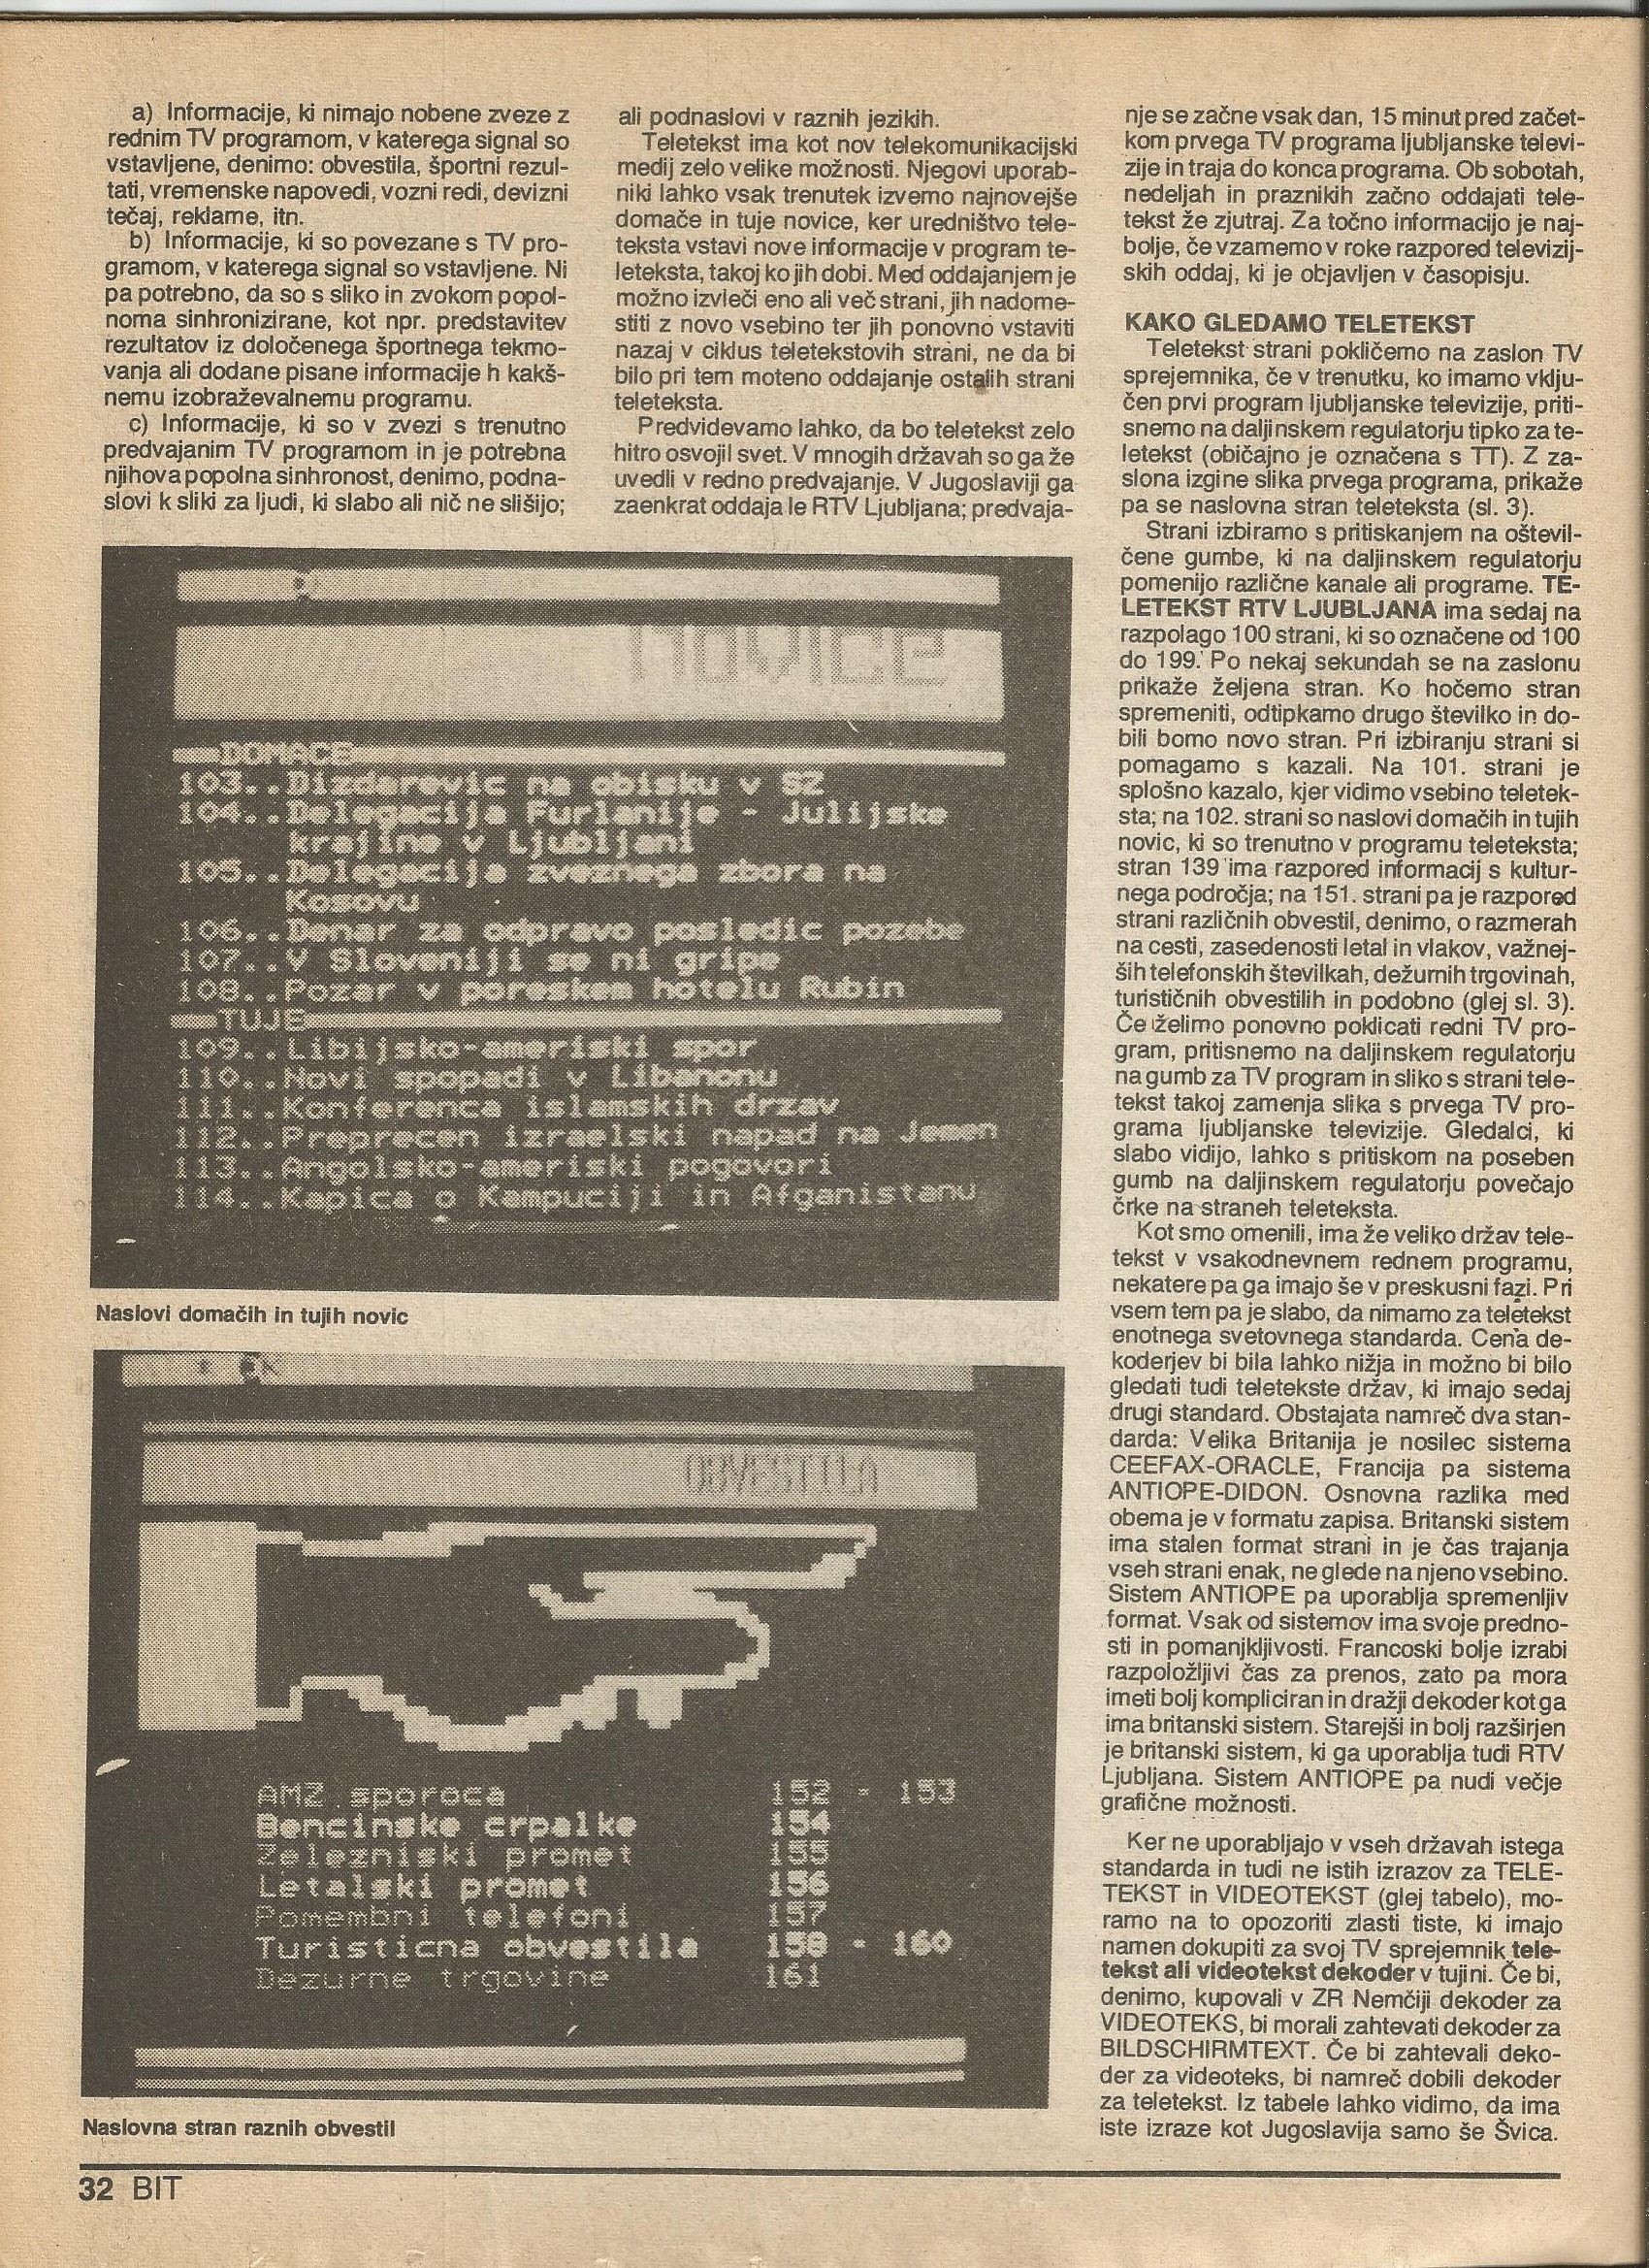 a) Informacije, ki nimajo nobene zveze z
rednim TV programom, v katerega signal so
vstavljene, denimo: obvestila, športni rezul-
tati, vremenske napovedi, vozni redi, devizni
tečaj, reklame, itn.
b) Informacije, ki so povezane s TV pro-
gramom, v katerega signal so vstavljene. Ni
pa potrebno, da so s sliko in zvokom popol-
noma sinhronizirane, kot npr. predstavitev
rezultatov iz določenega športnega tekmo-
vanja ali dodane pisane informacije h kakš-
nemu izobraževalnemu programu.
c) Informacije, ki so v zvezi s trenutno
predvajanim TV programom in je potrebna
njihova popolna sinhronost, denimo, podna-
slovi k sliki za ljudi, ki slabo ali nič ne slišijo;
ali podnaslovi v raznih jezikih.
Teletekst ima kot nov telekomunikacijski
medij zelo velike možnosti. Njegovi uporab-
niki lahko vsak trenutek izvemo najnovejše
domače in tuje novice, ker uredništvo tele-
teksta vstavi nove informacije v program te-
leteksta, takoj ko jih dobi. Med oddajanjem je
možno izvleči eno ali več strani, jih nadome-
stiti z novo vsebino ter jih ponovno vstaviti
nazaj v ciklus teletekstovih strani, ne da bi
bilo pri tem moteno oddajanje ostalih strani
teleteksta.
Predvidevamo lahko, da bo teletekst zelo
hitro osvojil svet. V mnogih državah so ga že
uvedli v redno predvajanje. V Jugoslaviji ga
zaenkrat oddaja le RTV Ljubljana; predvaja-
novice
DOMACE
103..Dizdarevic na obisku v SZ
104..Delegacija Furlanije - Julijske
krajine v Ljubljani
105..Delegacija zveznega zbora na
Kosovu
106..Denar za odpravo posledic pozebe
107..V Sloveniji se ni gripe
108..Pozar v poreskem hotelu Rubin
TUJE
109..Libijsko-ameriski spor
110..Novi spopadi v Libanonu
111..Konferenca islamskih drzav
112..Preprecen izraelski napad na Jemen
113..Angolsko-ameriski pogovori
114..Kapica o Kampuciji in Afganistanu
Naslovi domačih in tujih novic
OBVESTILA
AMZ sporoca 152 - 153
Bencinske crpalke 154
Zelezniski promet 155
Letalski promet 156
Pomembni telefoni 157
Turisticna obvestila 158 - 160
Dezurne trgovine 161
Naslovna stran raznih obvestil
nje se začne vsak dan, 15 minut pred začet-
kom prvega TV programa ljubljanske televi-
zije in traja do konca programa. Ob sobotah,
nedeljah in praznikih začno oddajati tele-
tekst že zjutraj. Za točno informacijo je naj-
bolje, če vzamemo v roke razpored televizij-
skih oddaj, ki je objavljen v časopisju.
KAKO GLEDAMO TELETEKST
Teletekst strani pokličemo na zaslon TV
sprejemnika, če v trenutku, ko imamo vklju-
čen prvi program ljubljanske televizije, priti-
snemo na daljinskem regulatorju tipko za te-
letekst (običajno je označena s TT). Z za-
slona izgine slika prvega programa, prikaže
pa se naslovna stran teleteksta (sl. 3).
Strani izbiramo s pritiskanjem na oštevil-
čene gumbe, ki na daljinskem regulatorju
pomenijo različne kanale ali programe. TE-
LETEKST RTV LJUBLJANA ima sedaj na
razpolago 100 strani, ki so označene od 100
do 199. Po nekaj sekundah se na zaslonu
prikaže željena stran. Ko hočemo stran
spremeniti, odtipkamo drugo številko in do-
bili bomo novo stran. Pri izbiranju strani si
pomagamo s kazali. Na 101. strani je
splošno kazalo, kjer vidimo vsebino teletek-
sta; na 102. strani so naslovi domačih in tujih
novic, ki so trenutno v programu teleteksta;
stran 139 ima razpored informacij s kultur-
nega področja; na 151. strani pa je razpored
strani različnih obvestil, denimo, o razmerah
na cesti, zasedenosti letal in vlakov, važnej-
ših telefonskih številkah, dežurnih trgovinah,
turističnih obvestilih in podobno (glej sl. 3).
Če želimo ponovno poklicati redni TV pro-
gram, pritisnemo na daljinskem regulatorju
na gumb za TV program in sliko s strani tele-
tekst takoj zamenja slika s prvega TV pro-
grama ljubljanske televizije. Gledalci, ki
slabo vidijo, lahko s pritiskom na poseben
gumb na daljinskem regulatorju povečajo
črke na straneh teleteksta.
Kot smo omenili, ima že veliko držav tele-
tekst v vsakodnevnem rednem programu,
nekatere pa ga imajo še v preskusni fazi. Pri
vsem tem pa je slabo, da nimamo za teletekst
enotnega svetovnega standarda. Cena de-
koderjev bi bila lahko nižja in možno bi bilo
gledati tudi teletekste držav, ki imajo sedaj
drugi standard. Obstajata namreč dva stan-
darda: Velika Britanija je nosilec sistema
CEEFAX-ORACLE, Francija pa sistema
ANTIOPE-DIDON. Osnovna razlika med
obema je v formatu zapisa. Britanski sistem
ima stalen format strani in je čas trajanja
vseh strani enak, ne glede na njeno vsebino.
Sistem ANTIOPE pa uporablja spremenljiv
format. Vsak od sistemov ima svoje predno-
sti in pomanjkljivosti. Francoski bolje izrabi
razpoložljivi čas za prenos, zato pa mora
imeti bolj kompliciran in dražji dekoder kot ga
ima britanski sistem. Starejši in bolj razširjen
je britanski sistem, ki ga uporablja tudi RTV
Ljubljana. Sistem ANTIOPE pa nudi večje
grafične možnosti.
Ker ne uporabljajo v vseh državah istega
standarda in tudi ne istih izrazov za TELE-
TEKST in VIDEOTEKST (glej tabelo), mo-
ramo na to opozoriti zlasti tiste, ki imajo
namen dokupiti za svoj TV sprejemnik tele-
tekst ali videotekst dekoder v tujini. Če bi,
denimo, kupovali v ZR Nemčiji dekoder za
VIDEOTEKS, bi morali zahtevati dekoder za
BILDSCHIRMTEXT. Če bi zahtevali deko-
der za videoteks, bi namreč dobili dekoder
za teletekst. Iz tabele lahko vidimo, da ima
iste izraze kot Jugoslavija samo še Švica.
32 BIT